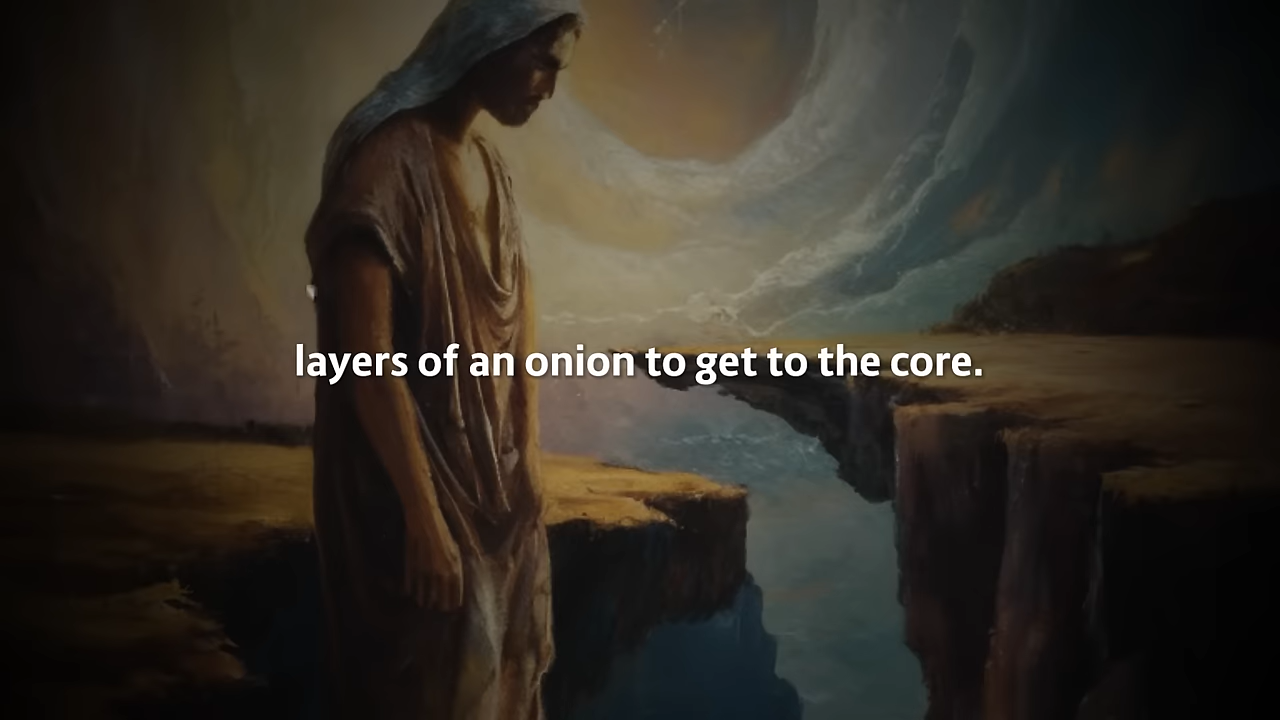 layers of an onion to get to the core.